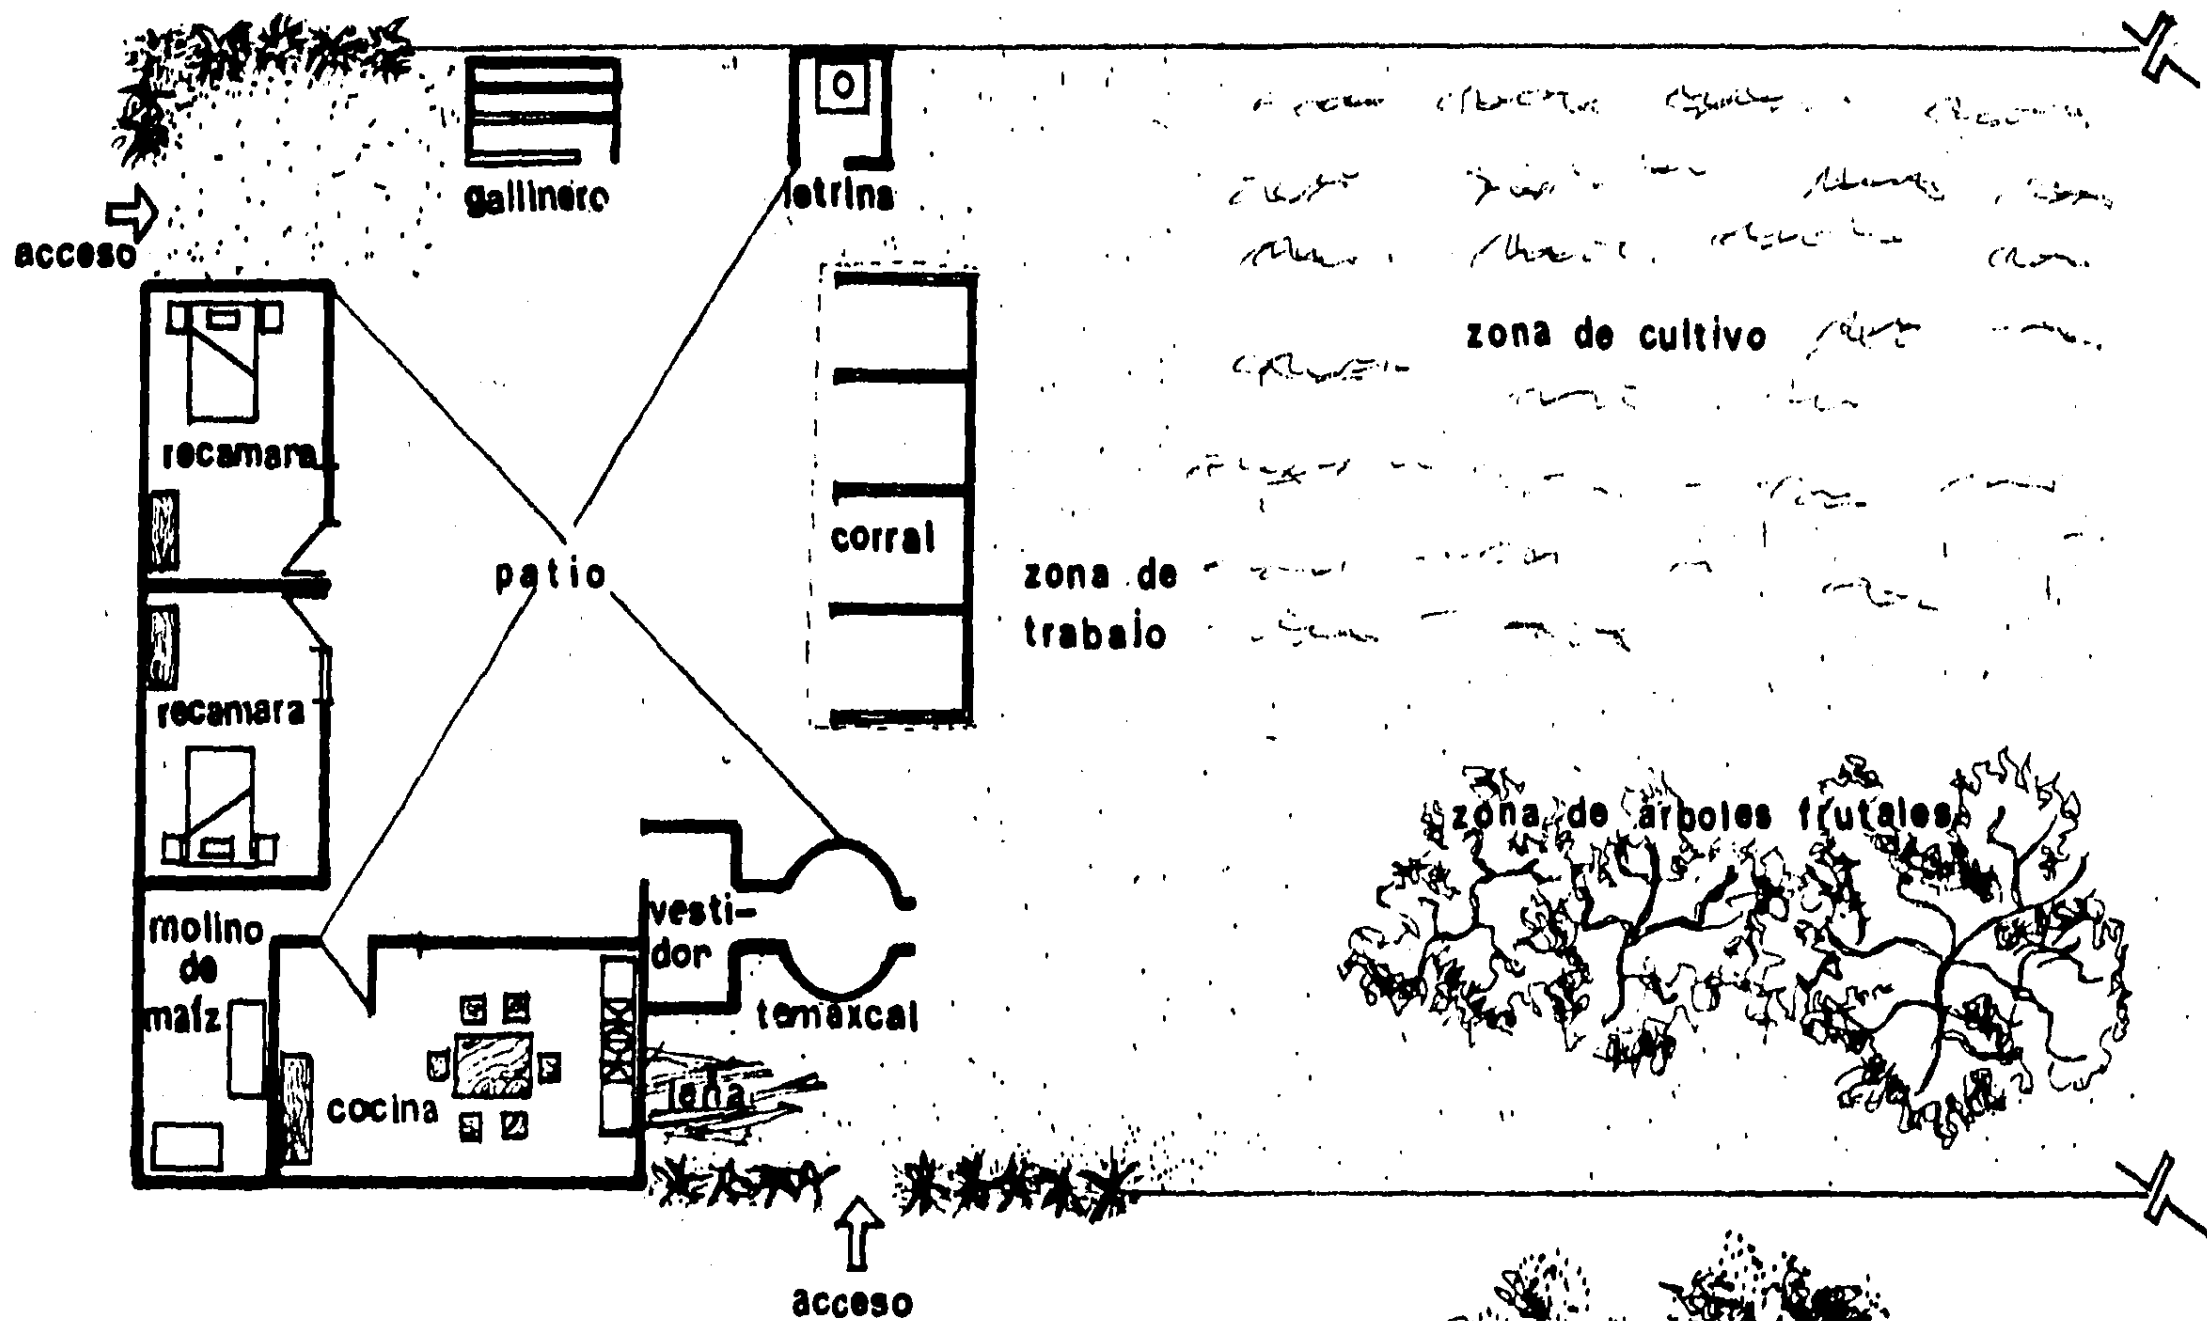 gallinero
letrina
acceso
zona de cultivo
recamara
corral
patio
zona de
trabajo
recamara
zona de árboles frutales
vesti-
dor
molino
de
maíz
temaxcal
leña
cocina
acceso